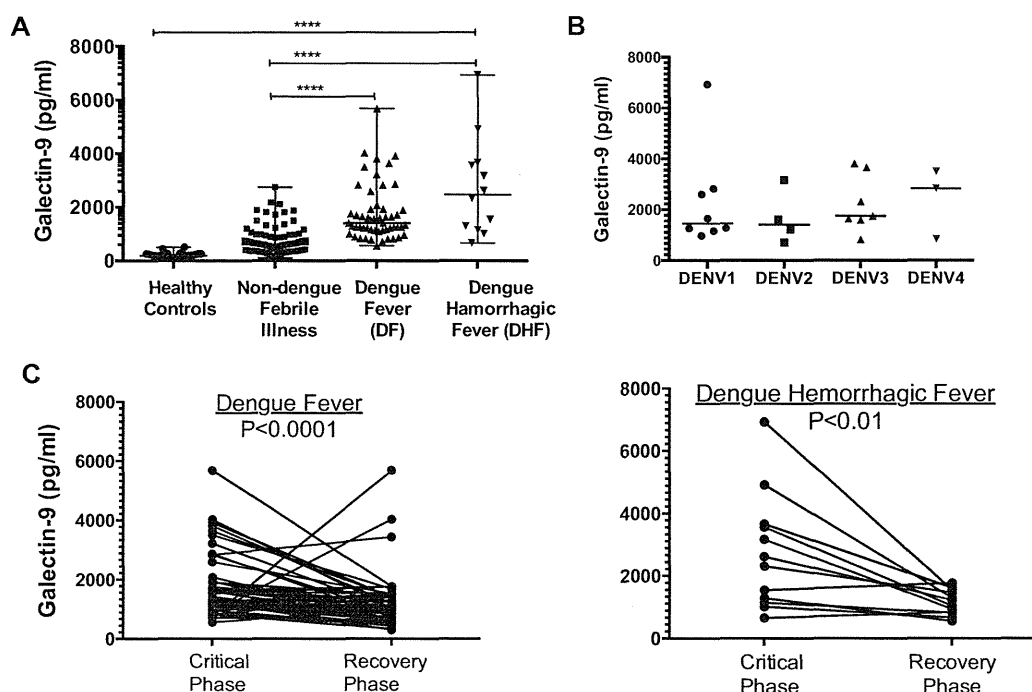 A
****
****
****
8000
6000
4000
2000
0
Galectin-9 (pg/ml)
Healthy
Controls
Non-dengue
Febrile
Illness
Dengue
Fever
(DF)
Dengue
Hamorrhagic
Fever (DHF)
B
8000
6000
4000
2000
0
Galectin-9 (pg/ml)
DENV1 DENV2 DENV3 DENV4
C
Dengue Fever
P<0.0001
8000
6000
4000
2000
0
Galectin-9 (pg/ml)
Critical
Phase
Recovery
Phase
Dengue Hemorrhagic Fever
P<0.01
8000
6000
4000
2000
0
Critical
Phase
Recovery
Phase